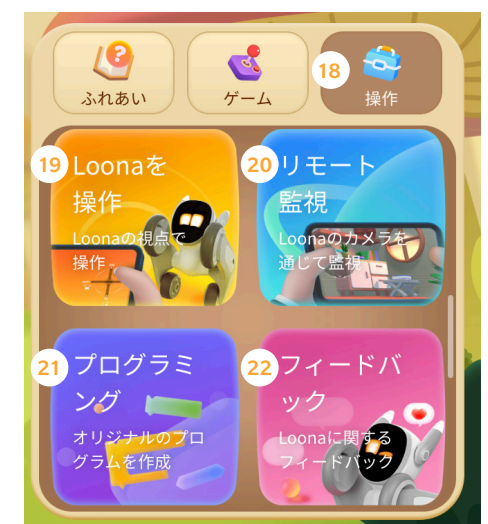 ふれあい
ゲーム
18
操作
19 Loonaを
操作
Loonaの視点で
操作
20 リモート
監視
Loonaのカメラを
通じて監視
21 プログラミ
ング
オリジナルのプロ
グラムを作成
22 フィードバ
ック
Loonaに関する
フィードバック